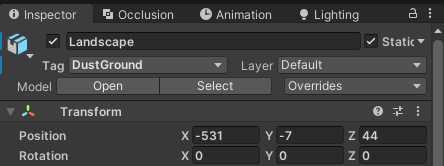 Inspector Occlusion Animation Lighting
Landscape Static
Tag DustGround Layer Default
Model Open Select Overrides
Transform
Position X -531 Y -7 Z 44
Rotation X 0 Y 0 Z 0